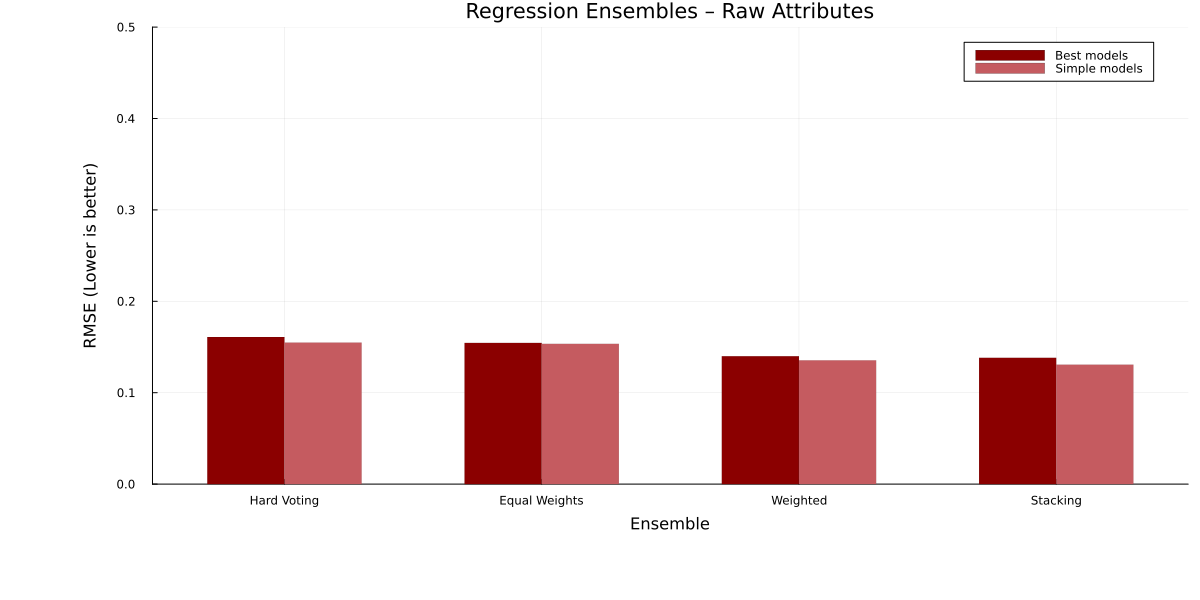 Regression Ensembles – Raw Attributes
0.5
0.4
0.3
0.2
0.1
0.0
RMSE (Lower is better)
Best models
Simple models
Hard Voting
Equal Weights
Weighted
Stacking
Ensemble